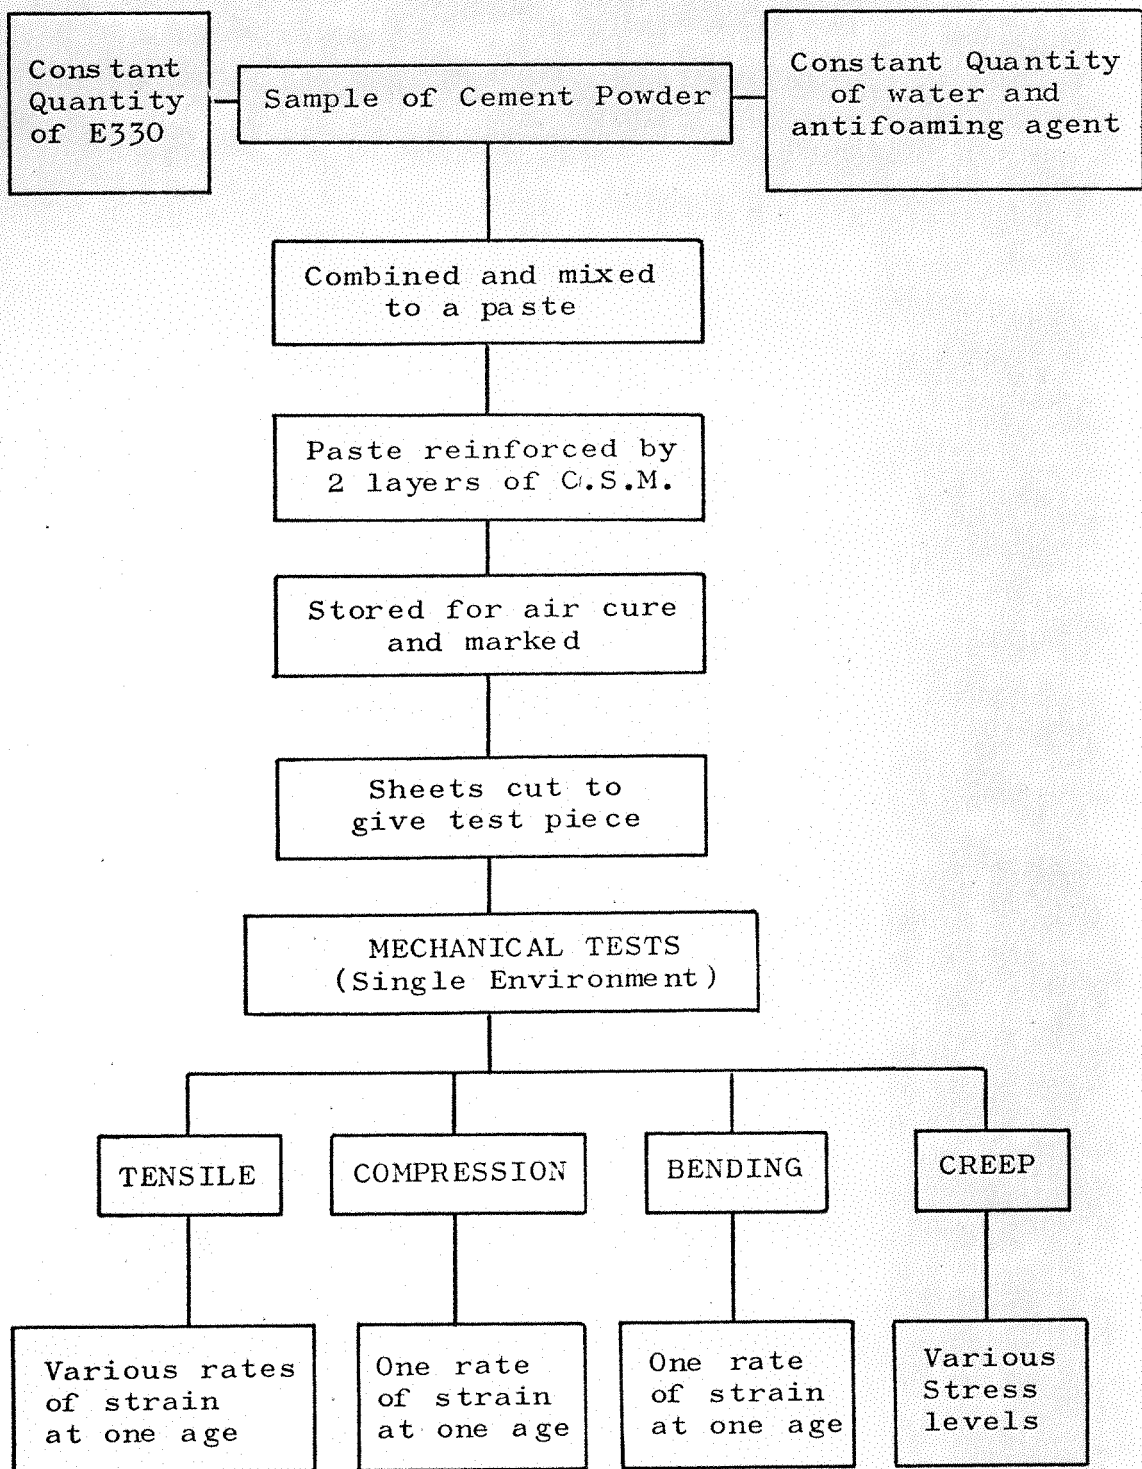 Constant
Quantity
of E330
Sample of Cement Powder
Constant Quantity
of water and
antifoaming agent
Combined and mixed
to a paste
Paste reinforced by
2 layers of C.S.M.
Stored for air cure
and marked
Sheets cut to
give test piece
MECHANICAL TESTS
(Single Environment)
TENSILE
COMPRESSION
BENDING
CREEP
Various rates
of strain
at one age
One rate
of strain
at one age
One rate
of strain
at one age
Various
Stress
levels